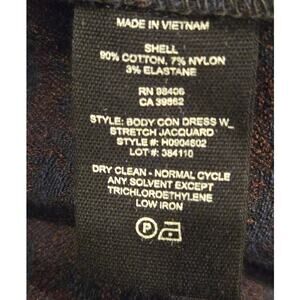 MADE IN VIETNAM
SHELL
90% COTTON, 7% NYLON
3% ELASTANE
RN 98406
CA 39862
STYLE: BODY CON DRESS W_
STRETCH JACQUARD
STYLE #: H0904602
LOT #: 384110
DRY CLEAN - NORMAL CYCLE
ANY SOLVENT EXCEPT
TRICHLOROETHYLENE
LOW IRON
P